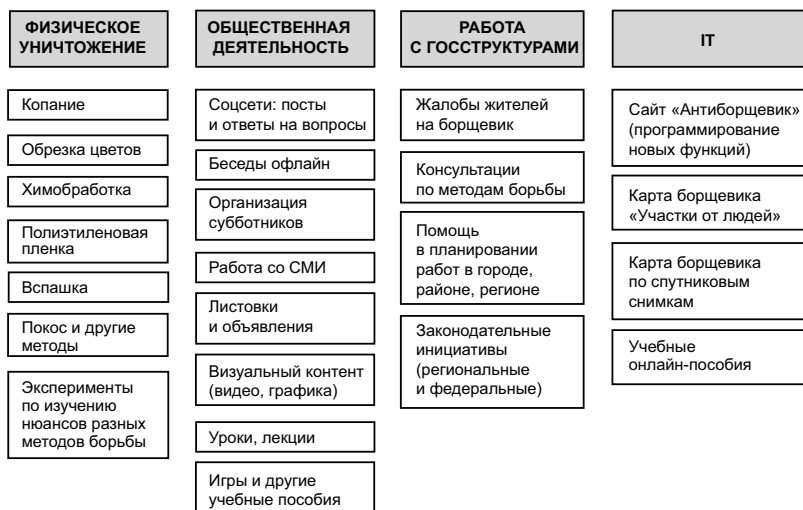 ФИЗИЧЕСКОЕ
УНИЧТОЖЕНИЕ
Копание
Обрезка цветов
Химобработка
Полиэтиленовая
пленка
Вспашка
Покос и другие
методы
Эксперименты
по изучению
нюансов разных
методов борьбы
ОБЩЕСТВЕННАЯ
ДЕЯТЕЛЬНОСТЬ
Соцсети: посты
и ответы на вопросы
Беседы офлайн
Организация
субботников
Работа со СМИ
Листовки
и объявления
Визуальный контент
(видео, графика)
Уроки, лекции
Игры и другие
учебные пособия
РАБОТА
С ГОССТРУКТУРАМИ
Жалобы жителей
на борщевик
Консультации
по методам борьбы
Помощь
в планировании
работ в городе,
районе, регионе
Законодательные
инициативы
(региональные
и федеральные)
IT
Сайт «Антиборщевик»
(программирование
новых функций)
Карта борщевика
«Участки от людей»
Карта борщевика
по спутниковым
снимкам
Учебные
онлайн-пособия